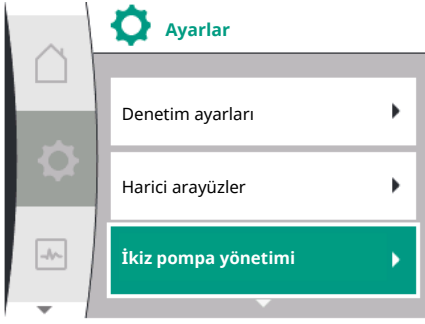 Ayarlar
Denetim ayarları
Harici arayüzler
İkiz pompa yönetimi